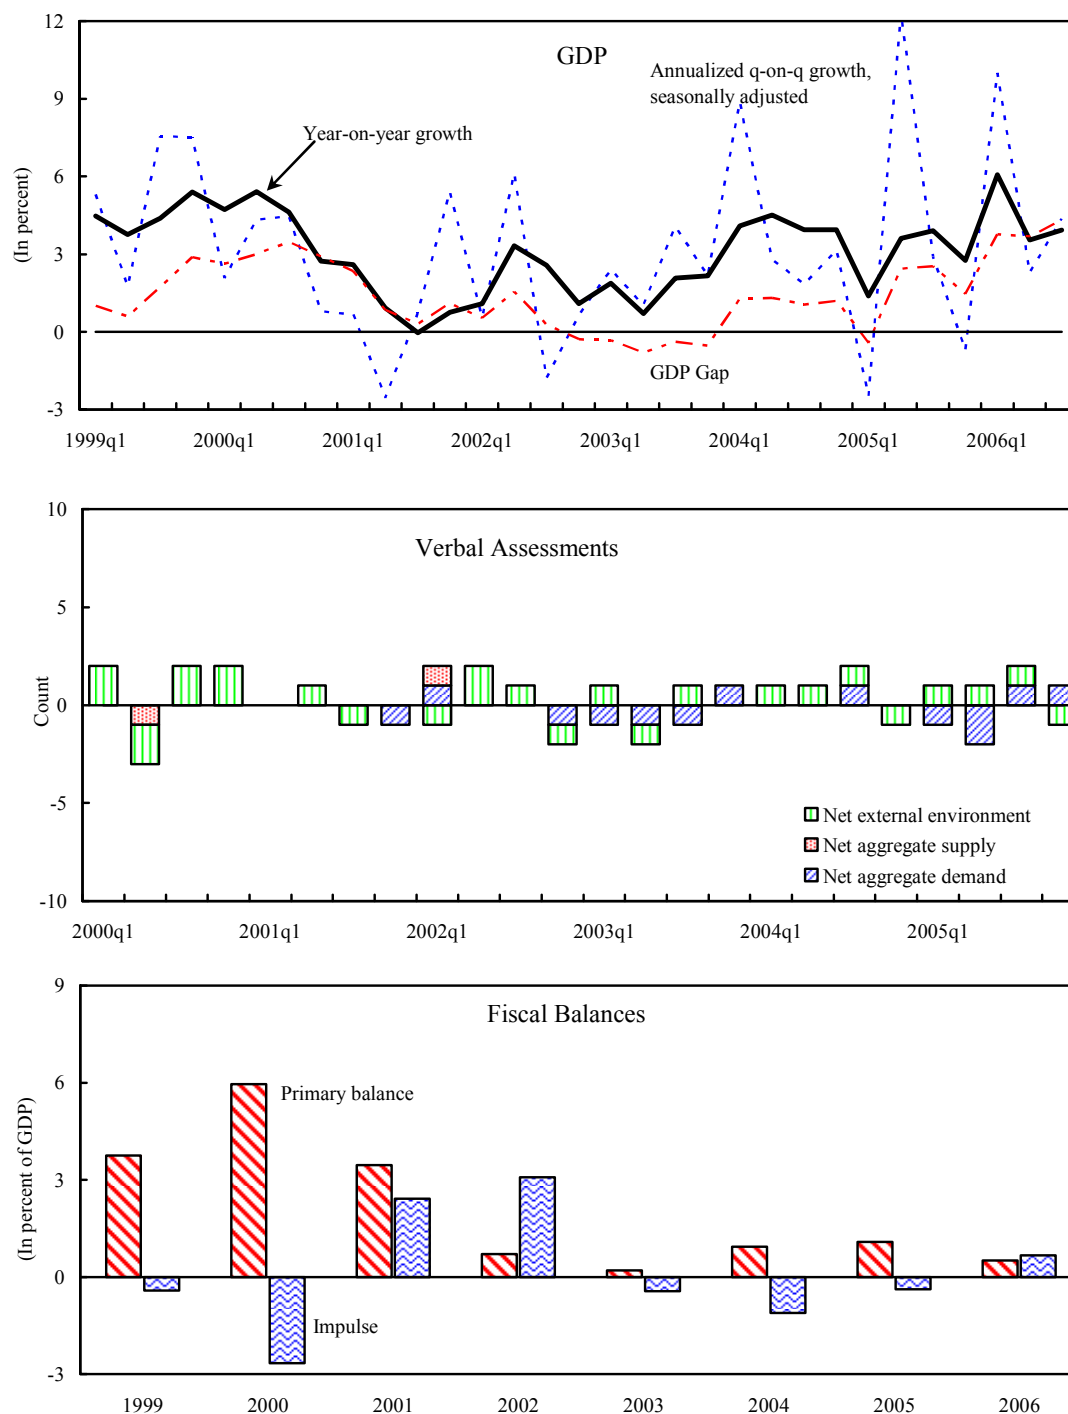 12
GDP
Annualized q-on-q growth,
seasonally adjusted
9
Year-on-year growth
6
(In percent)
3
0
GDP Gap
-3
1999q1 2000q1 2001q1 2002q1 2003q1 2004q1 2005q1 2006q1
10
Verbal Assessments
5
Count
0
-5
Net external environment
Net aggregate supply
Net aggregate demand
-10
2000q1 2001q1 2002q1 2003q1 2004q1 2005q1
9
Fiscal Balances
6
Primary balance
(In percent of GDP)
3
0
Impulse
-3
1999 2000 2001 2002 2003 2004 2005 2006